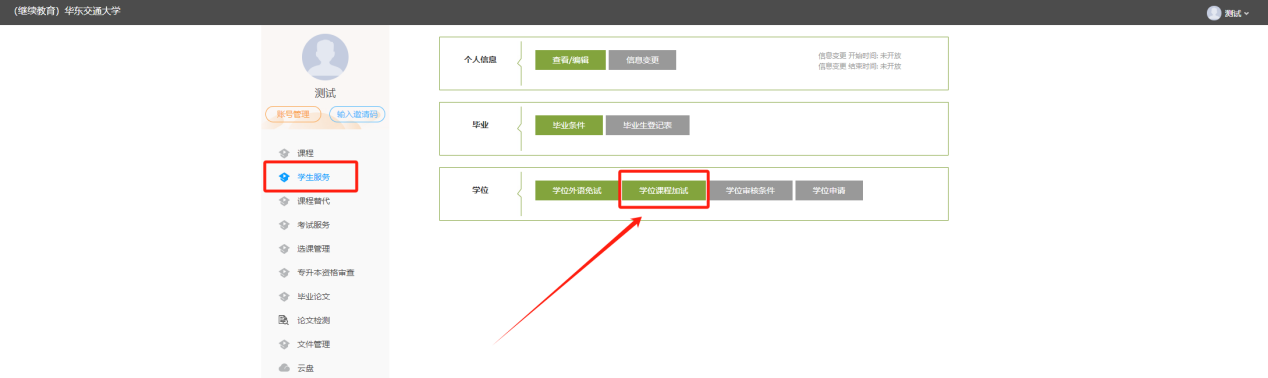 (继续教育) 华东交通大学
测试
测试
账号管理 输入邀请码
课程
学生服务
课程替代
考试服务
选课管理
专升本资格审查
毕业论文
论文检测
文件管理
云盘
个人信息 查看/编辑 信息变更
信息变更 开始时间: 未开放
信息变更 结束时间: 未开放
毕业 毕业条件 毕业生登记表
学位 学位外语免试 学位课程加试 学位审核条件 学位申请